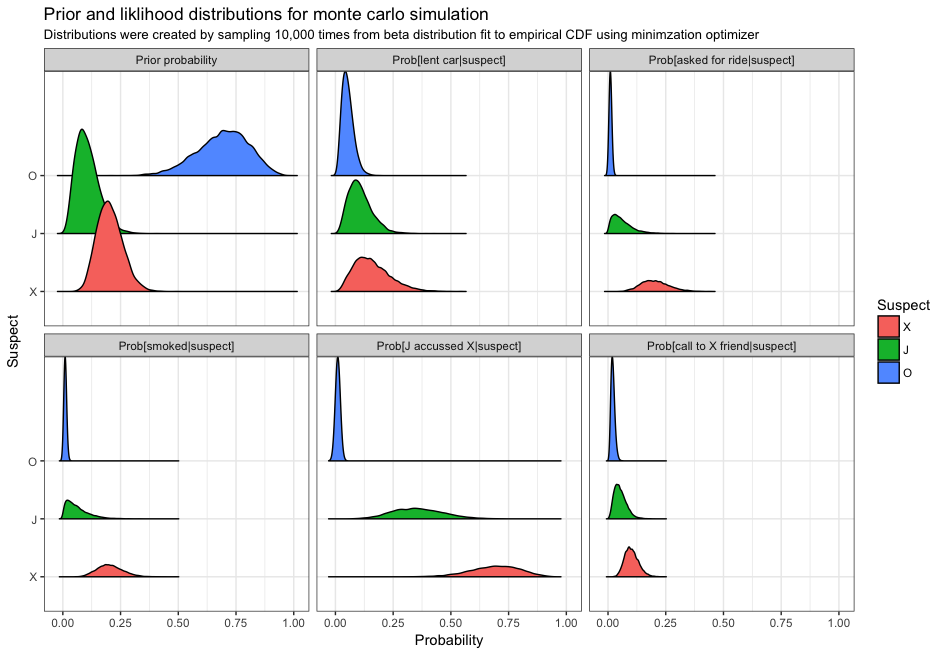 Prior and liklihood distributions for monte carlo simulation
Distributions were created by sampling 10,000 times from beta distribution fit to empirical CDF using minimzation optimizer
Prior probability
Prob[lent car|suspect]
Prob[asked for ride|suspect]
O
J
X
Prob[smoked|suspect]
Prob[J accussed X|suspect]
Prob[call to X friend|suspect]
O
J
X
0.00 0.25 0.50 0.75 1.00
0.00 0.25 0.50 0.75 1.00
0.00 0.25 0.50 0.75 1.00
Probability
Suspect
Suspect
X
J
O